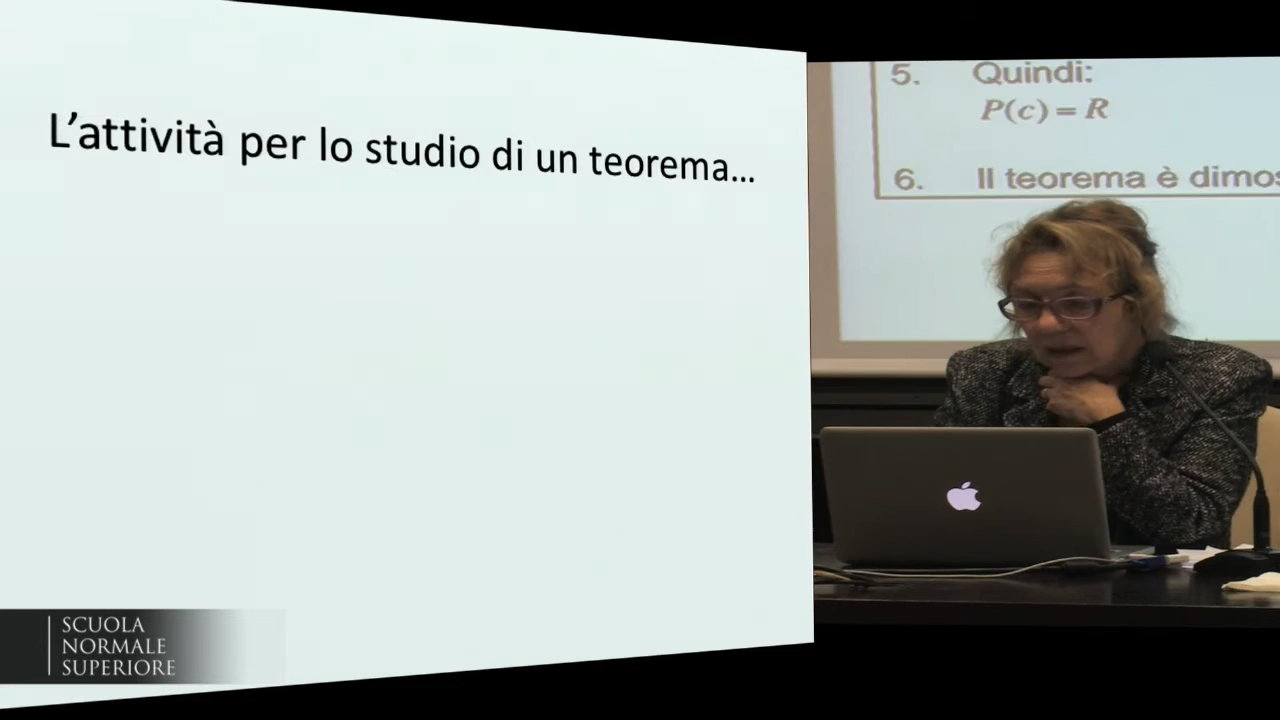 L'attività per lo studio di un teorema...
5. Quindi:
P(c) = R
6. Il teorema è dimos
SCUOLA
NORMALE
SUPERIORE